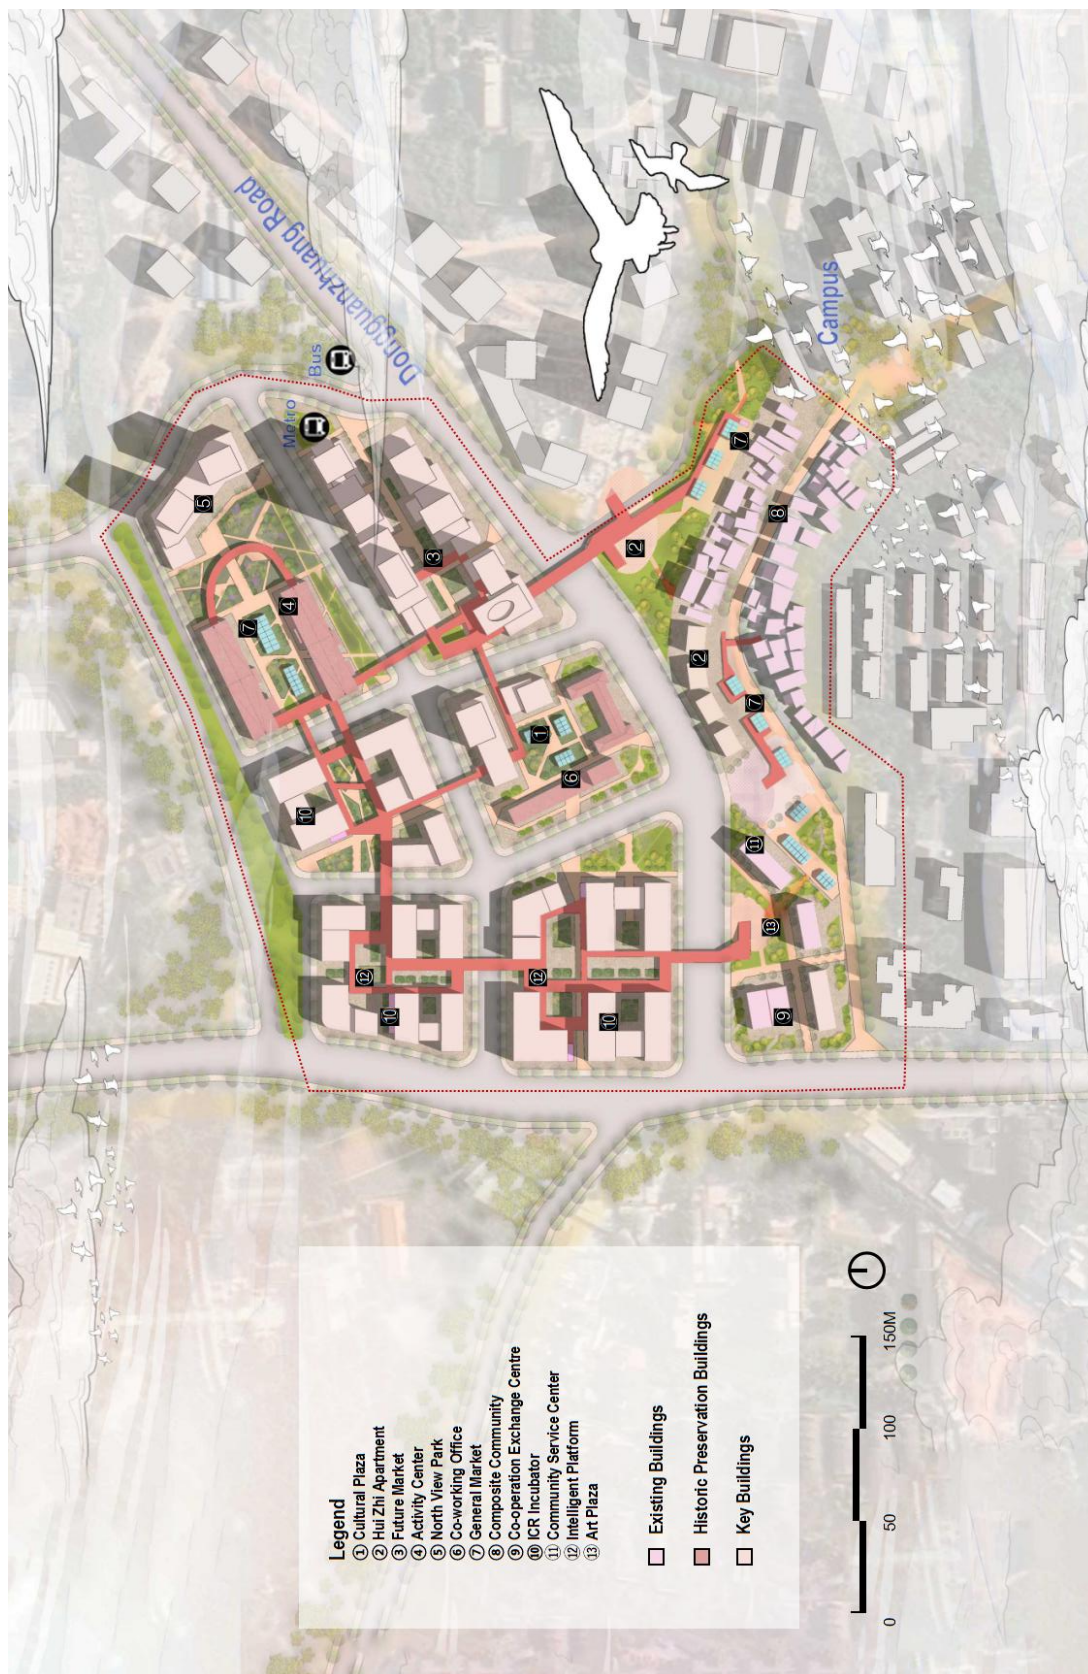 Legend
① Cultural Plaza
② Hui Zhi Apartment
③ Future Market
④ Activity Center
⑤ North View Park
⑥ Co-working Office
⑦ General Market
⑧ Composite Community
⑨ Co-operation Exchange Centre
⑩ ICR Incubator
⑪ Community Service Center
⑫ Intelligent Platform
⑬ Art Plaza
Existing Buildings
Historic Preservation Buildings
Key Buildings
0 50 100 150M
Dongguanzhuang Road
Bus
Metro
Campus
⑤
④
⑦
③
⑩
①
⑥
②
⑦
⑧
②
⑦
⑫
⑩
⑫
⑩
⑪
⑬
⑨